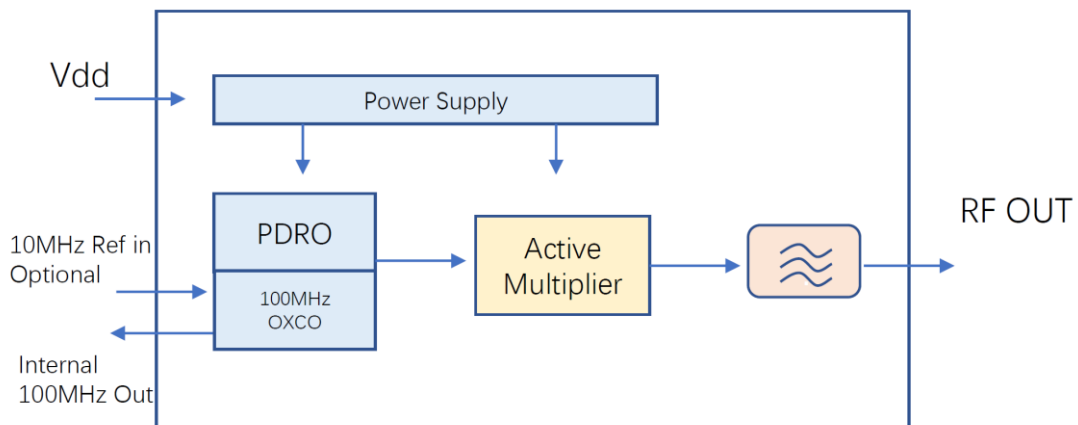 Vdd
Power Supply
PDRO
10MHz Ref in
Optional
100MHz
OXCO
Internal
100MHz Out
Active
Multiplier
RF OUT